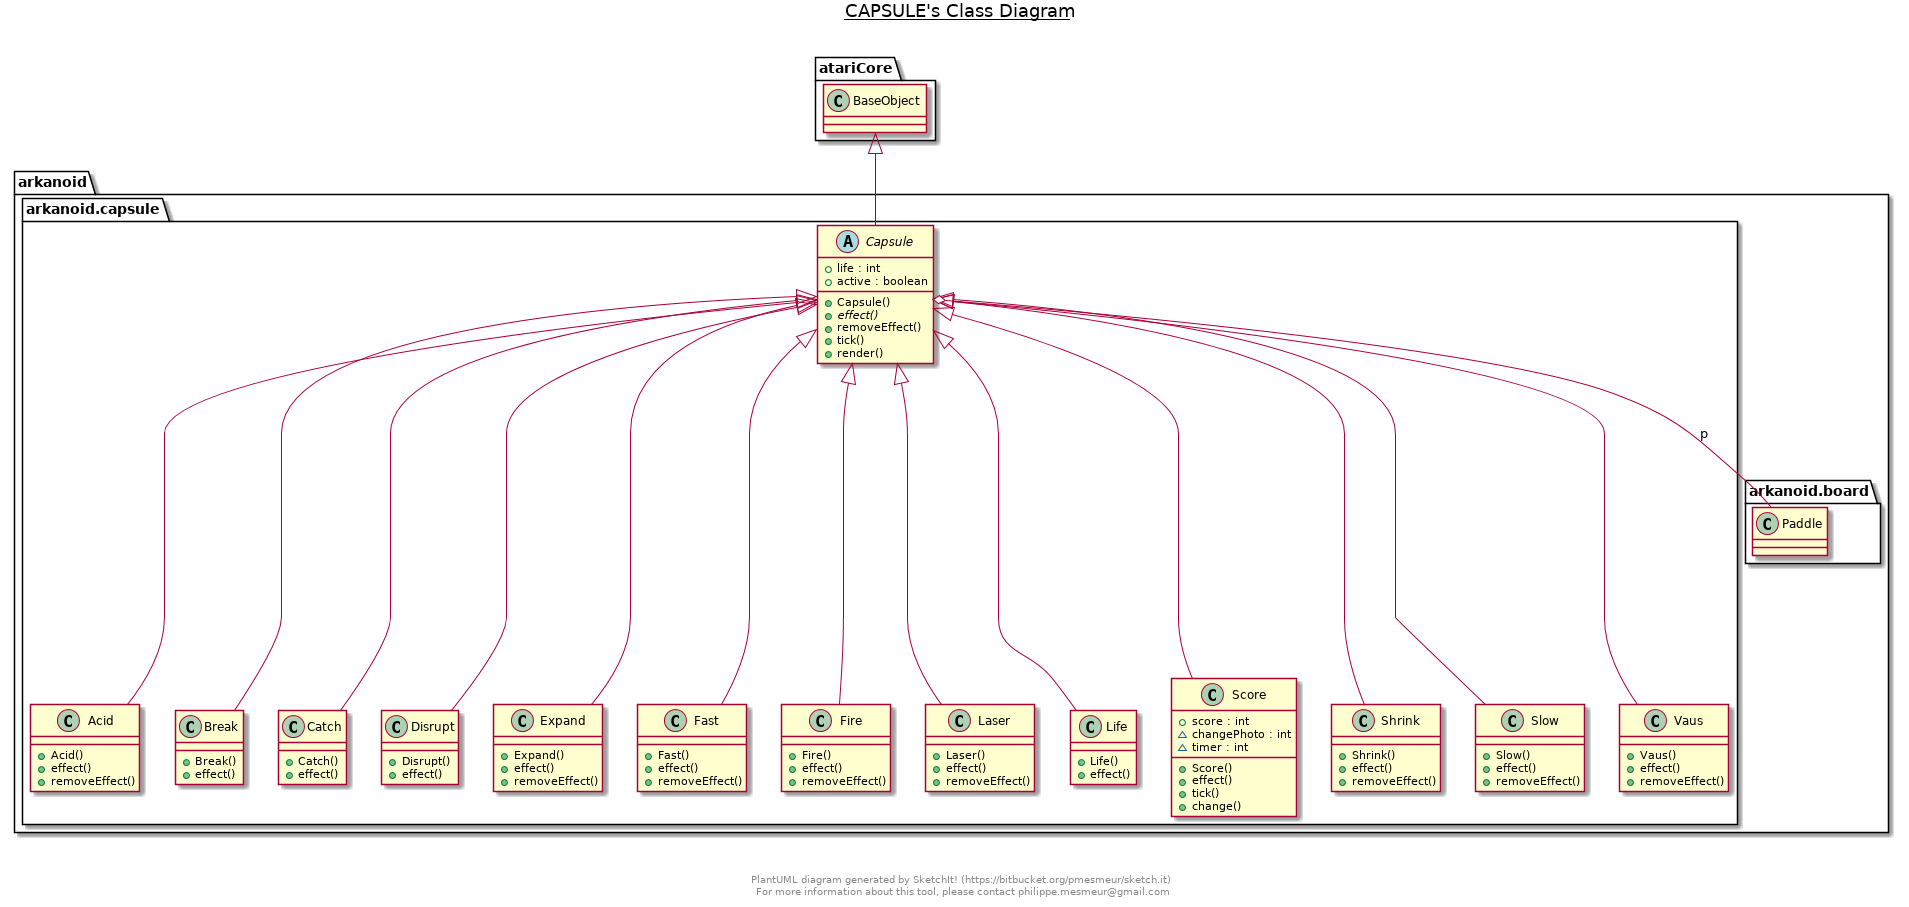 CAPSULE's Class Diagram
atariCore
C BaseObject
arkanoid
arkanoid.capsule
A Capsule
life : int
active : boolean
Capsule()
effect()
removeEffect()
tick()
render()
p
arkanoid.board
C Paddle
C Acid
Acid()
effect()
removeEffect()
C Break
Break()
effect()
C Catch
Catch()
effect()
C Disrupt
Disrupt()
effect()
C Expand
Expand()
effect()
removeEffect()
C Fast
Fast()
effect()
removeEffect()
C Fire
Fire()
effect()
removeEffect()
C Laser
Laser()
effect()
removeEffect()
C Life
Life()
effect()
C Score
score : int
changePhoto : int
timer : int
Score()
effect()
tick()
change()
C Shrink
Shrink()
effect()
removeEffect()
C Slow
Slow()
effect()
removeEffect()
C Vaus
Vaus()
effect()
removeEffect()
PlantUML diagram generated by SketchIt! (https://bitbucket.org/pmesmeur/sketch.it)
For more information about this tool, please contact philippe.mesmeur@gmail.com